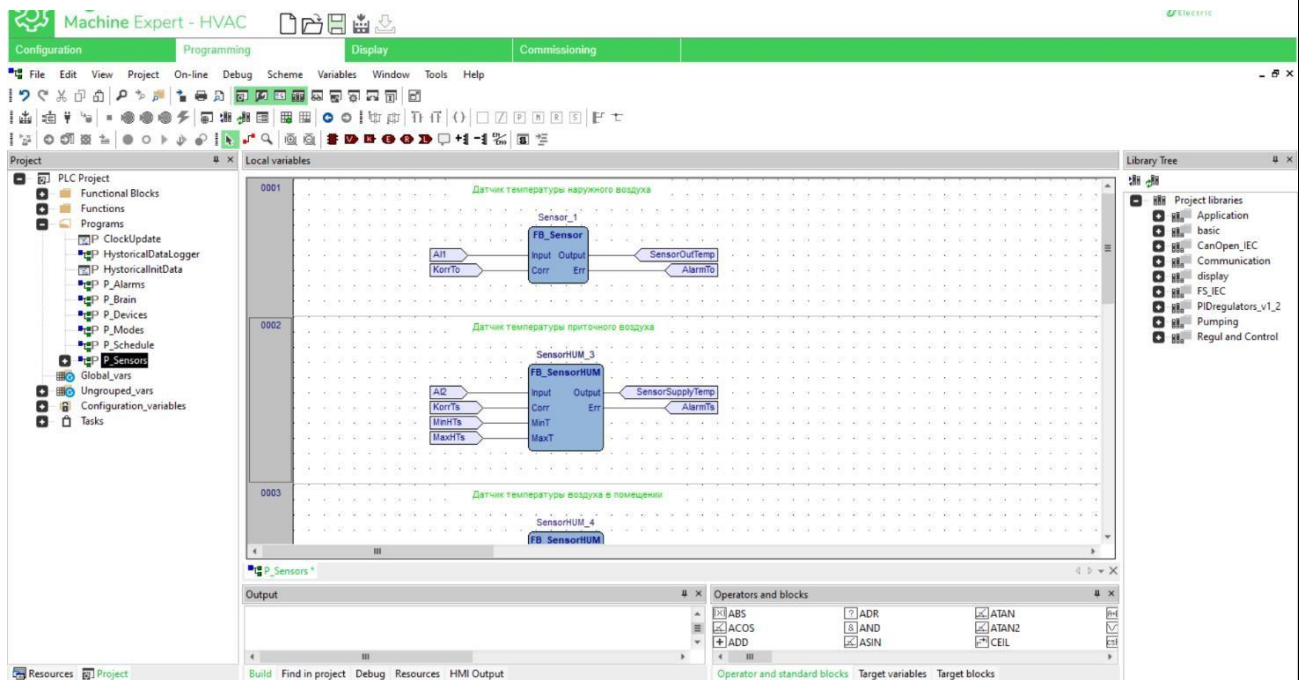 Machine Expert - HVAC
Electric
Configuration Programming Display Commissioning
File Edit View Project On-line Debug Scheme Variables Window Tools Help
Project
Local variables
Library Tree
PLC Project
Functional Blocks
Functions
Programs
ClockUpdate
HystoricalDataLogger
HystoricalInitData
P_Alarms
P_Brain
P_Devices
P_Modes
P_Schedule
P_Sensors
Global_vars
Ungrouped_vars
Configuration_variables
Tasks
0001 Датчик температуры наружного воздуха
Sensor_1
FB_Sensor
AI1 Input Output SensorOutTemp
KorrTo Corr Err AlarmTo
0002 Датчик температуры приточного воздуха
SensorHUM_3
FB_SensorHUM
AI2 Input Output SensorSupplyTemp
KorrTs Corr Err AlarmTs
MinHTs MinT
MaxHTs MaxT
0003 Датчик температуры воздуха в помещении
SensorHUM_4
FB_SensorHUM
P_Sensors *
Project libraries
Application
basic
CanOpen_IEC
Communication
display
FS_IEC
PIDregulators_v1_2
Pumping
Regul and Control
Output
Operators and blocks
ABS ADR ATAN
ACOS AND ATAN2
ADD ASIN CEIL
Resources Project
Build Find in project Debug Resources HMI Output
Operator and standard blocks Target variables Target blocks